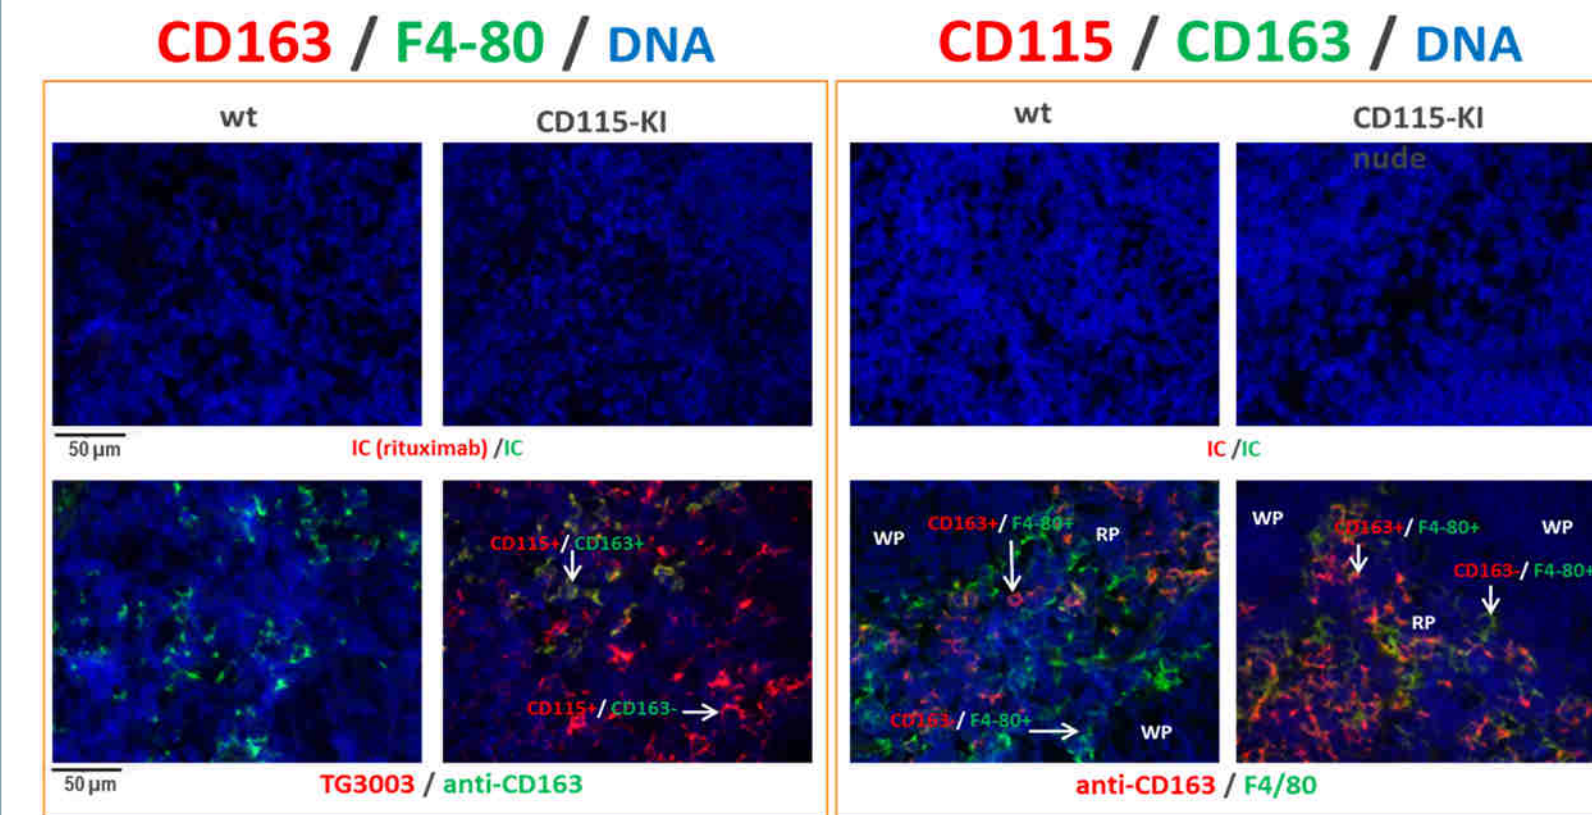 CD163 / F4-80 / DNA
CD115 / CD163 / DNA
wt
CD115-KI
wt
CD115-KI
nude
50 µm
IC (rituximab) /IC
IC /IC
CD115+/ CD163+
CD115+/ CD163-
WP
CD163+/ F4-80+
RP
CD163-/ F4-80+
WP
WP
CD163+/ F4-80+
WP
CD163-/ F4-80+
RP
50 µm
TG3003 / anti-CD163
anti-CD163 / F4/80